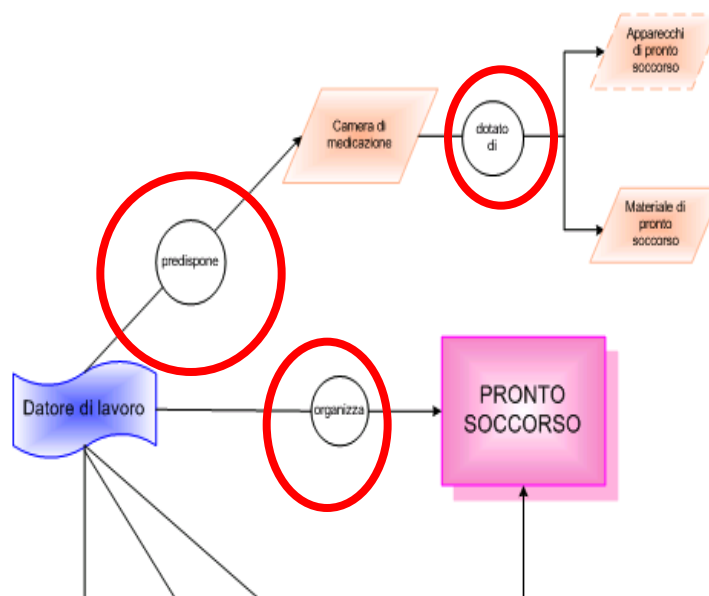 Apparecchi
di pronto
soccorso
Camera di
medicazione
dotato
di
Materiale di
pronto
soccorso
predispone
Datore di lavoro
organizza
PRONTO
SOCCORSO